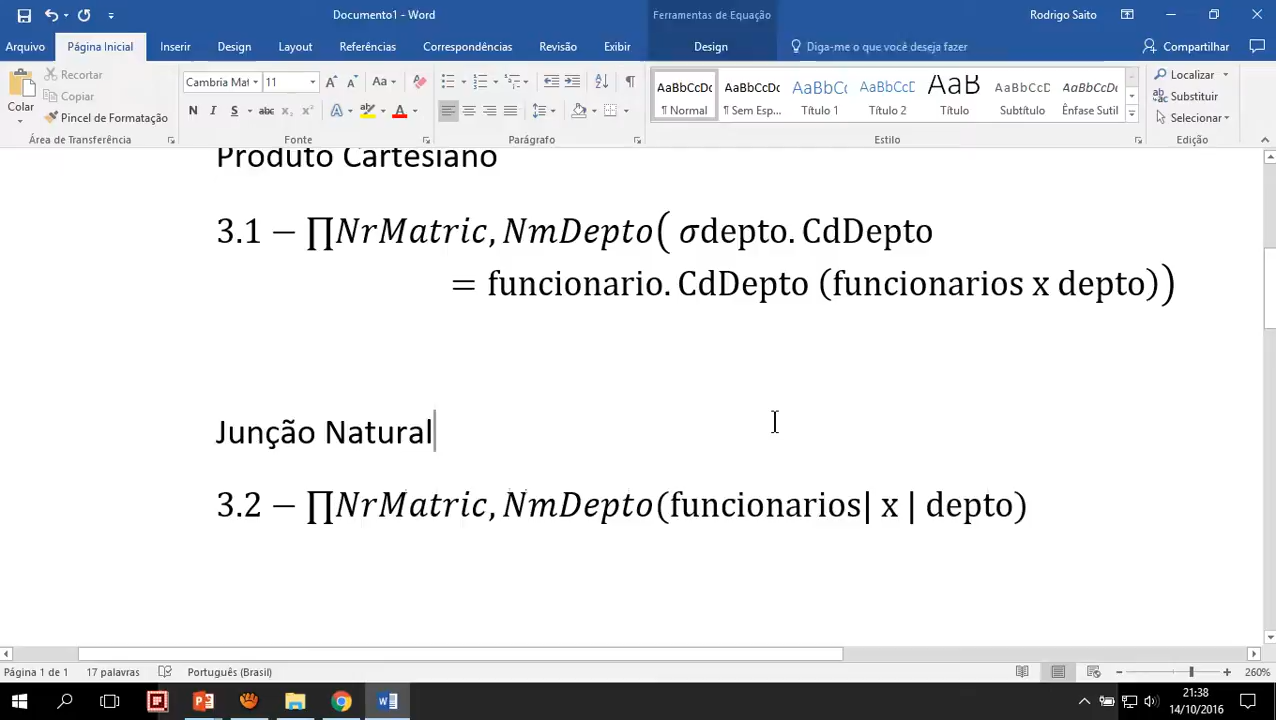 Documento1 - Word
Ferramentas de Equação
Rodrigo Saito
Arquivo
Página Inicial
Inserir
Design
Layout
Referências
Correspondências
Revisão
Exibir
Design
Diga-me o que você deseja fazer
Compartilhar
Colar
Recortar
Copiar
Pincel de Formatação
Área de Transferência
Cambria Mat
11
Aa
N I S abc x₂ x²
A
Fonte
Parágrafo
AaBbCcDc AaBbCcDc AaBbCc AaBbCcD AaB AaBbCcD AaBbCcDc
¶ Normal ¶ Sem Esp... Título 1 Título 2 Título Subtítulo Ênfase Sutil
Estilo
Localizar
Substituir
Selecionar
Edição
Produto Cartesiano
3.1 − ∏NrMatric, NmDepto( σdepto. CdDepto
= funcionario. CdDepto (funcionarios x depto))
Junção Natural
3.2 − ∏NrMatric, NmDepto(funcionarios| x | depto)
Página 1 de 1
17 palavras
Português (Brasil)
260%
21:38
14/10/2016